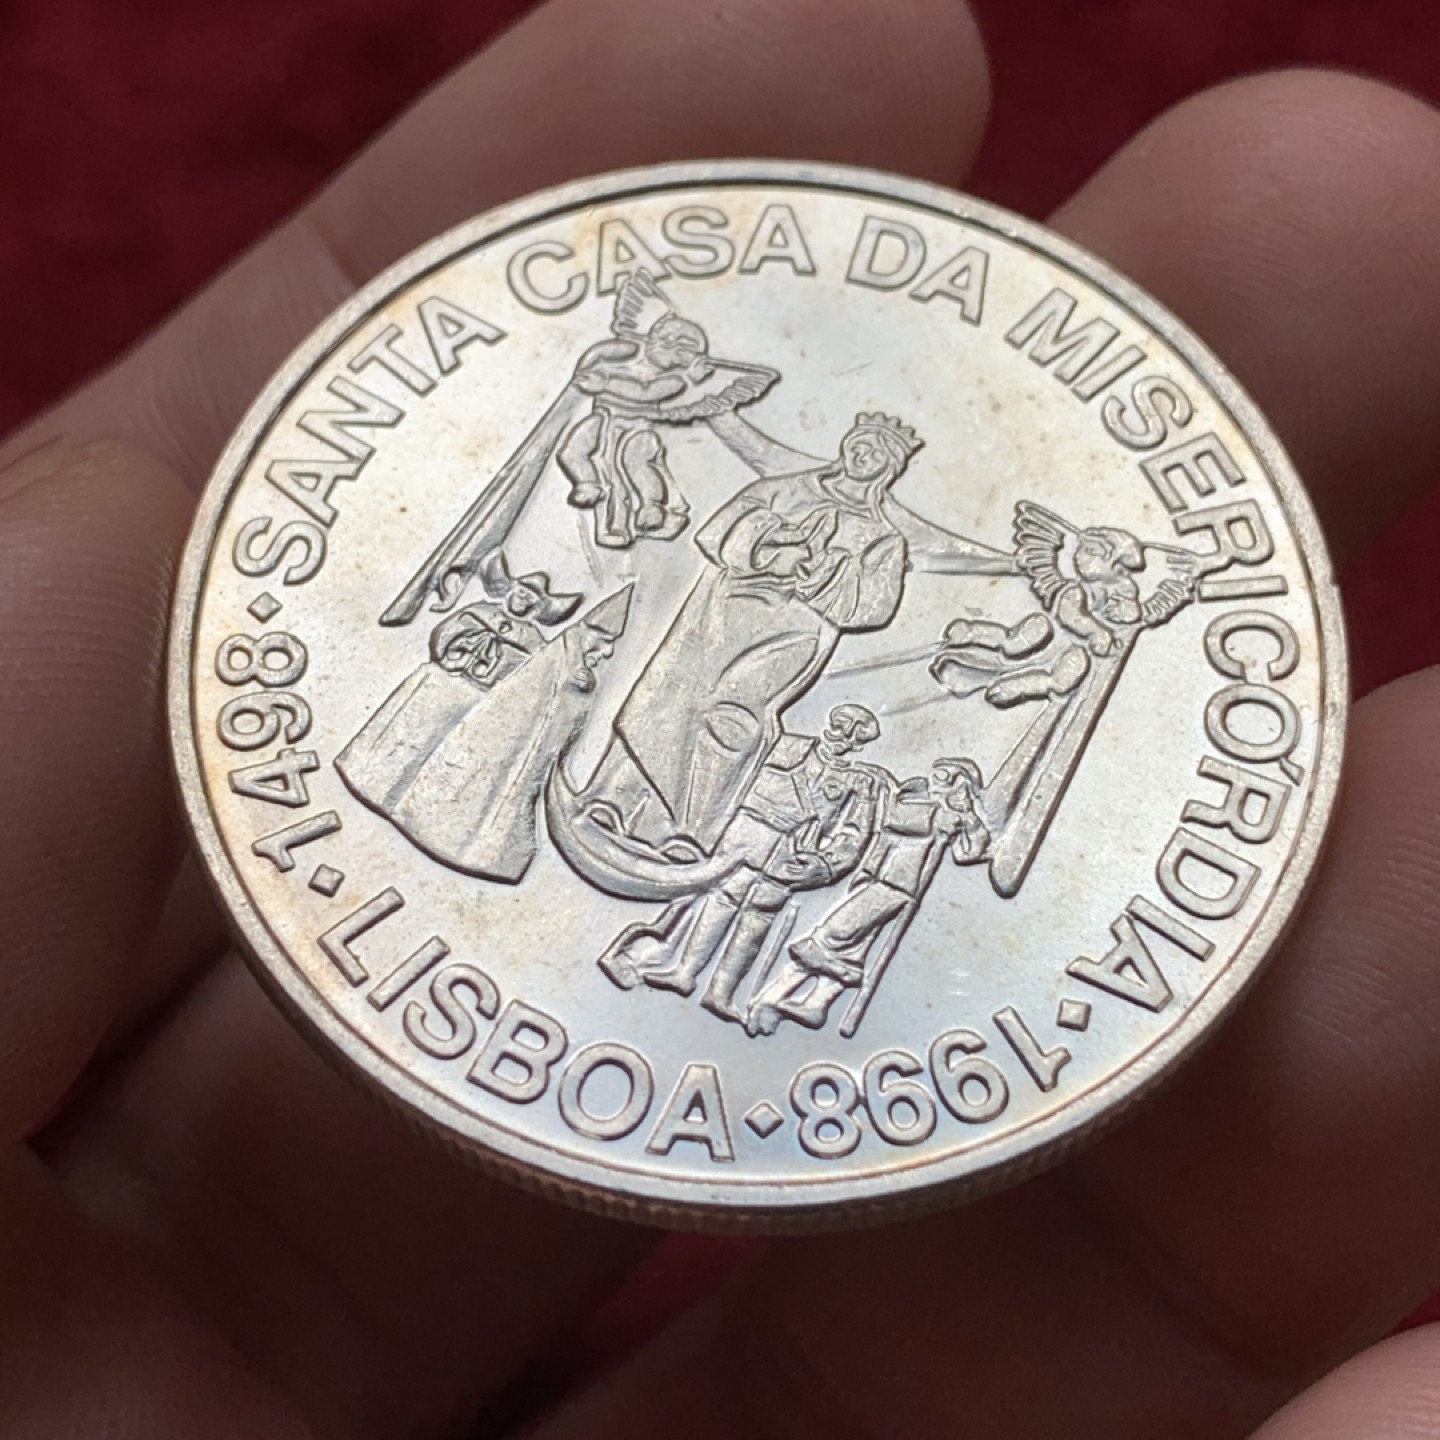 1498 · SANTA CASA DA MISERICÓRDIA · 1998 · LISBOA ·